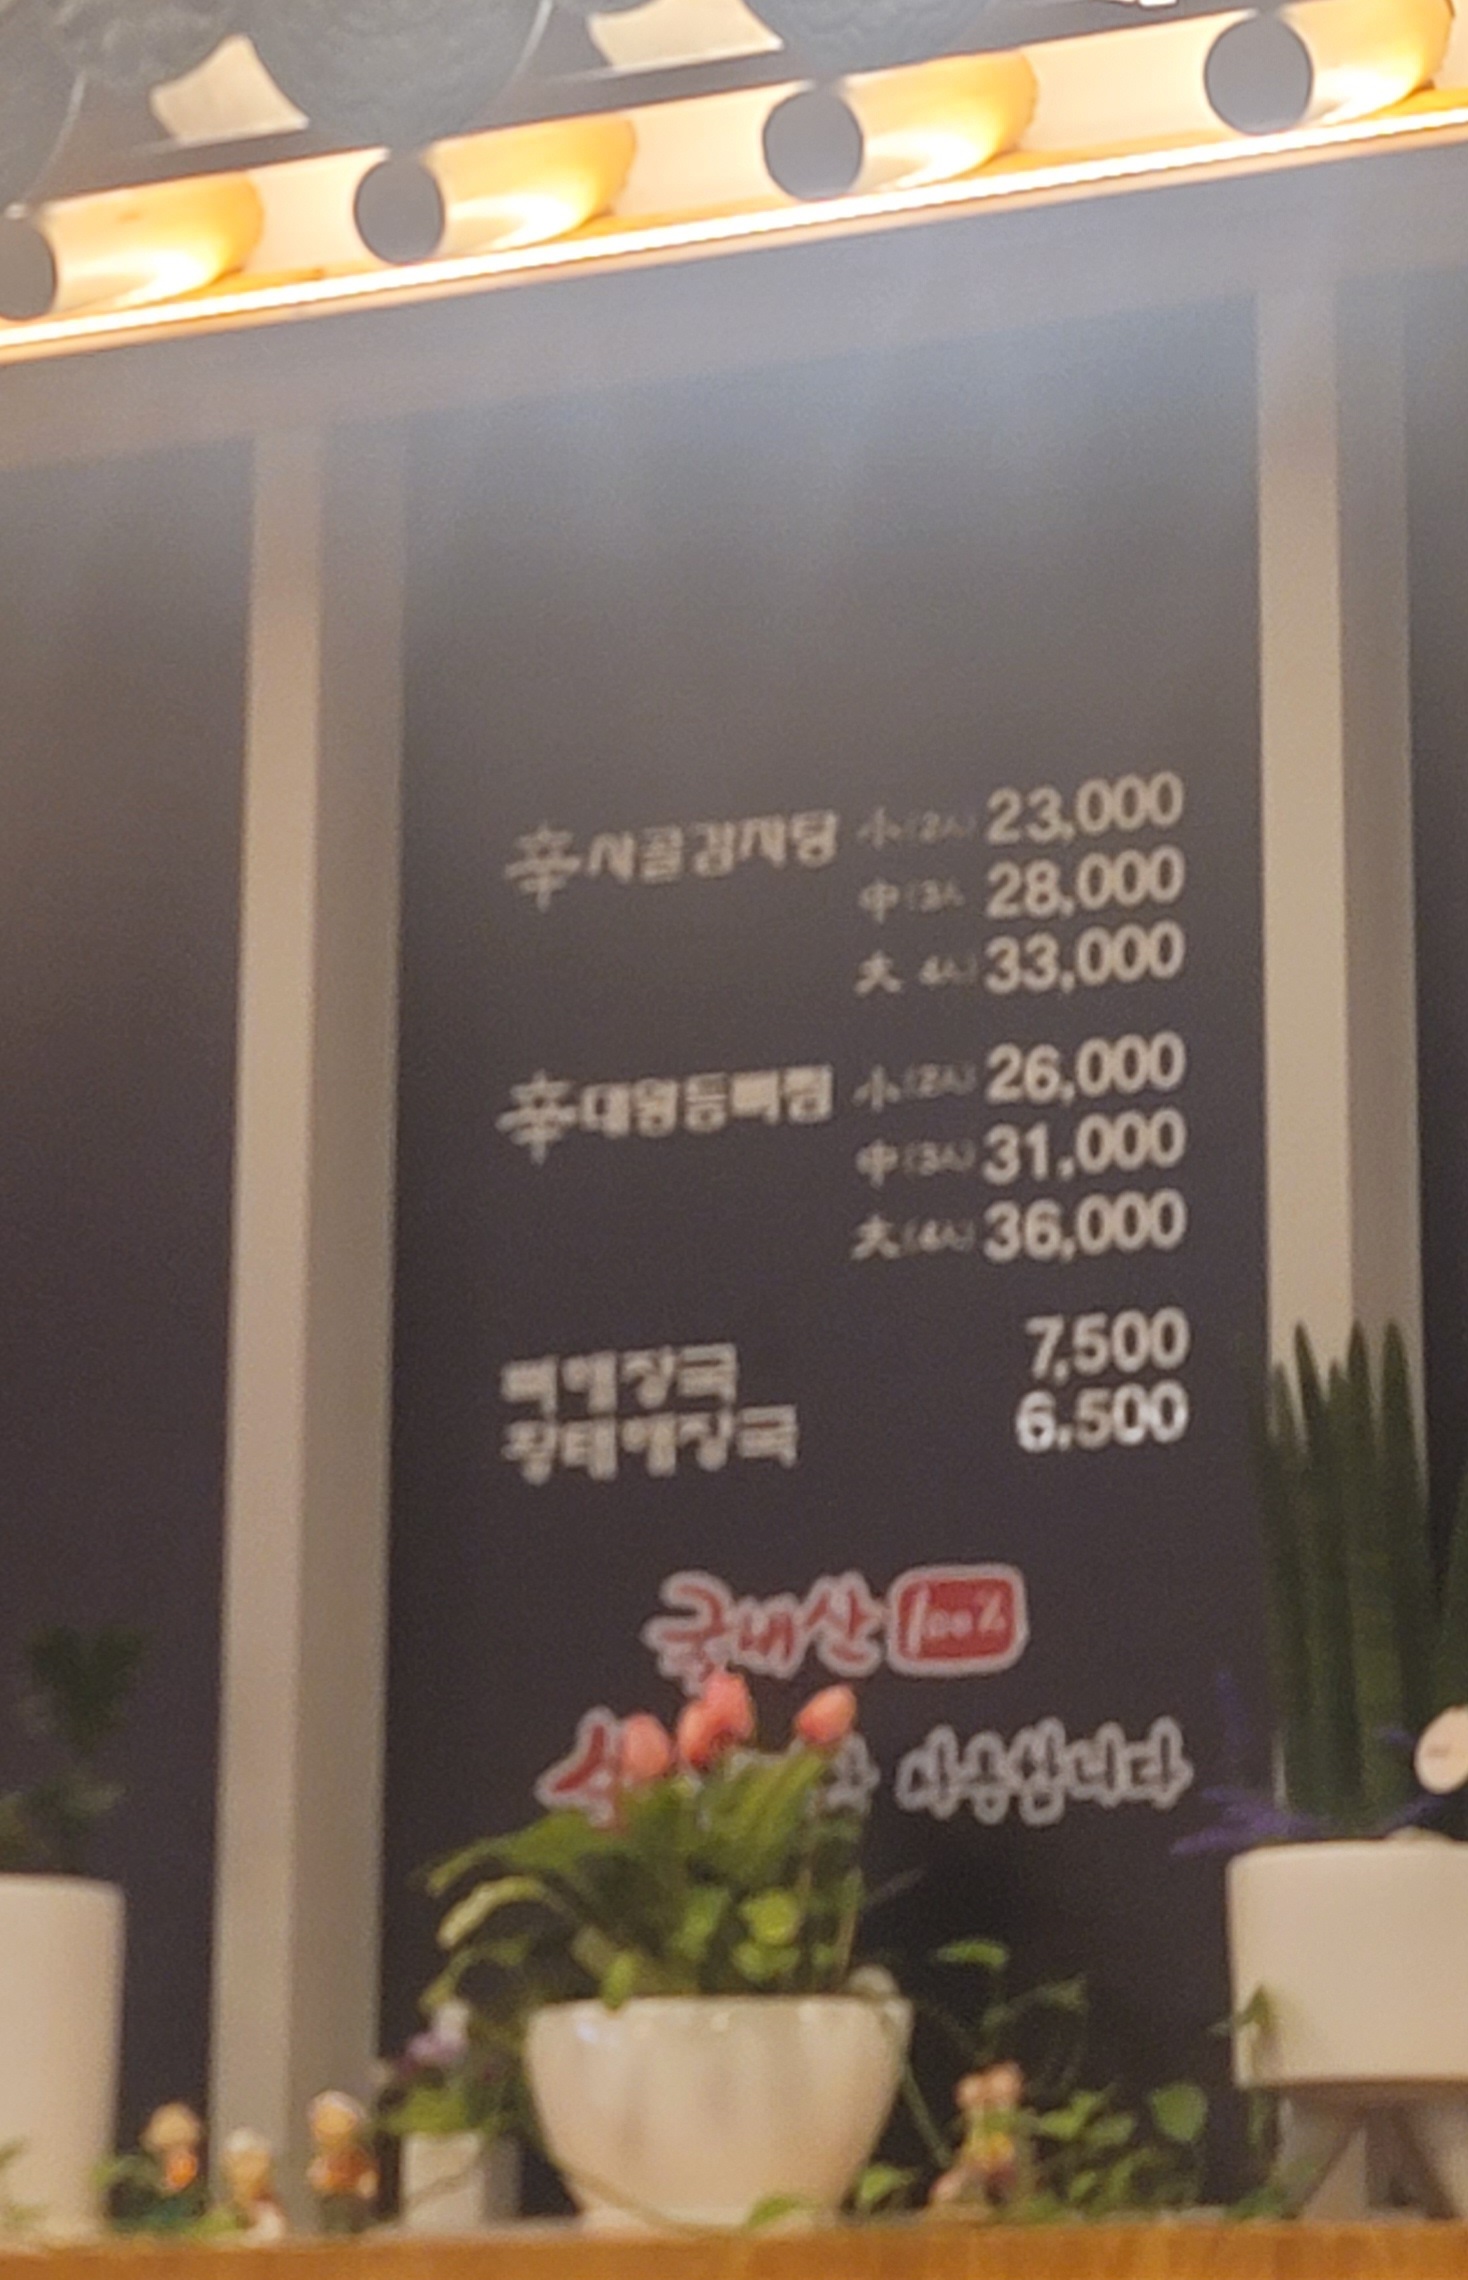 辛사골감자탕 小(2人) 23,000
中(3人 28,000
大 4人) 33,000
辛대왕등뼈찜 小(2人) 26,000
中(3人) 31,000
大(4人) 36,000
뼈해장국 7,500
황태해장국 6,500
국내산 100%
사용합니다